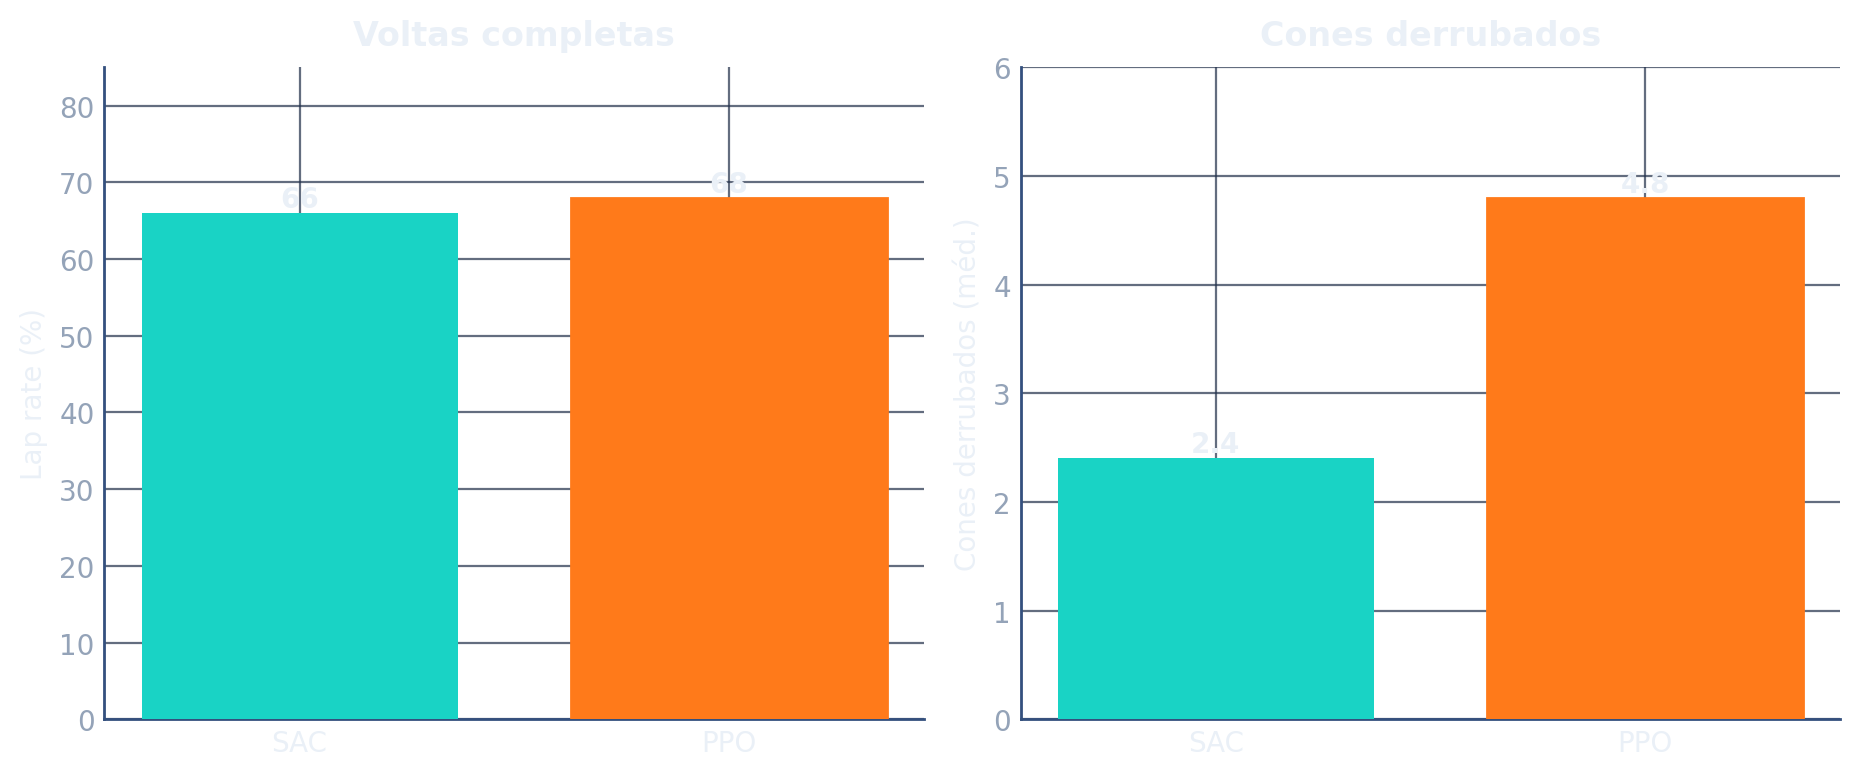 Voltas completas
Lap rate (%)
80
70
60
50
40
30
20
10
0
66
68
SAC
PPO
Cones derrubados
Cones derrubados (méd.)
6
5
4
3
2
1
0
2.4
4.8
SAC
PPO